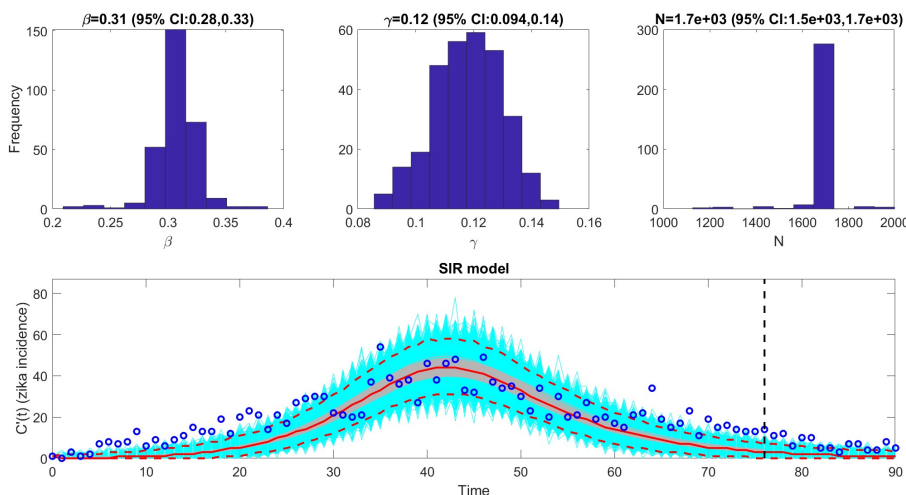 β=0.31 (95% CI:0.28,0.33)
γ=0.12 (95% CI:0.094,0.14)
N=1.7e+03 (95% CI:1.5e+03,1.7e+03)
Frequency
150
100
50
0
0.2 0.3 0.4
β
60
40
20
0
0.08 0.1 0.12 0.14 0.16
γ
300
200
100
0
1000 1200 1400 1600 1800 2000
N
SIR model
C'(t) (zika incidence)
80
60
40
20
0
0 10 20 30 40 50 60 70 80 90
Time